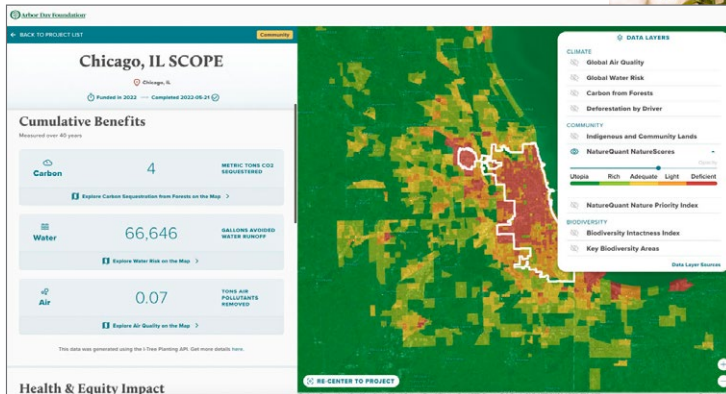 Arbor Day Foundation
← BACK TO PROJECT LIST
Community
Chicago, IL SCOPE
Chicago, IL
Funded in 2022 — Completed 2022-05-21
Cumulative Benefits
Measured over 40 years
Carbon
4
METRIC TONS CO2
SEQUESTERED
Explore Carbon Sequestration from Forests on the Map >
Water
66,646
GALLONS AVOIDED
WATER RUNOFF
Explore Water Risk on the Map >
Air
0.07
TONS AIR
POLLUTANTS
REMOVED
Explore Air Quality on the Map >
This data was generated using the i-Tree Planting API. Get more details here.
Health & Equity Impact
RE-CENTER TO PROJECT
DATA LAYERS
CLIMATE
Global Air Quality
Global Water Risk
Carbon from Forests
Deforestation by Driver
COMMUNITY
Indigenous and Community Lands
NatureQuant NatureScores
Opacity
Utopia Rich Adequate Light Deficient
NatureQuant Nature Priority Index
BIODIVERSITY
Biodiversity Intactness Index
Key Biodiversity Areas
Data Layer Sources